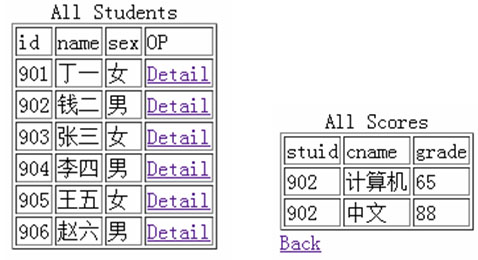 All Students
id name sex OP
901 丁一 女 Detail
902 钱二 男 Detail
903 张三 女 Detail
904 李四 男 Detail
905 王五 女 Detail
906 赵六 男 Detail
All Scores
stuid cname grade
902 计算机 65
902 中文 88
Back